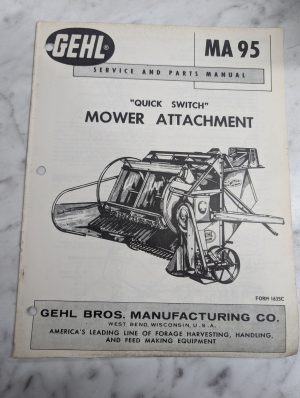 GEHL
MA 95
SERVICE AND PARTS MANUAL
"QUICK SWITCH"
MOWER ATTACHMENT
FORM 1632C
GEHL BROS. MANUFACTURING CO.
WEST BEND, WISCONSIN, U.S.A.
AMERICA'S LEADING LINE OF FORAGE HARVESTING, HANDLING,
AND FEED MAKING EQUIPMENT